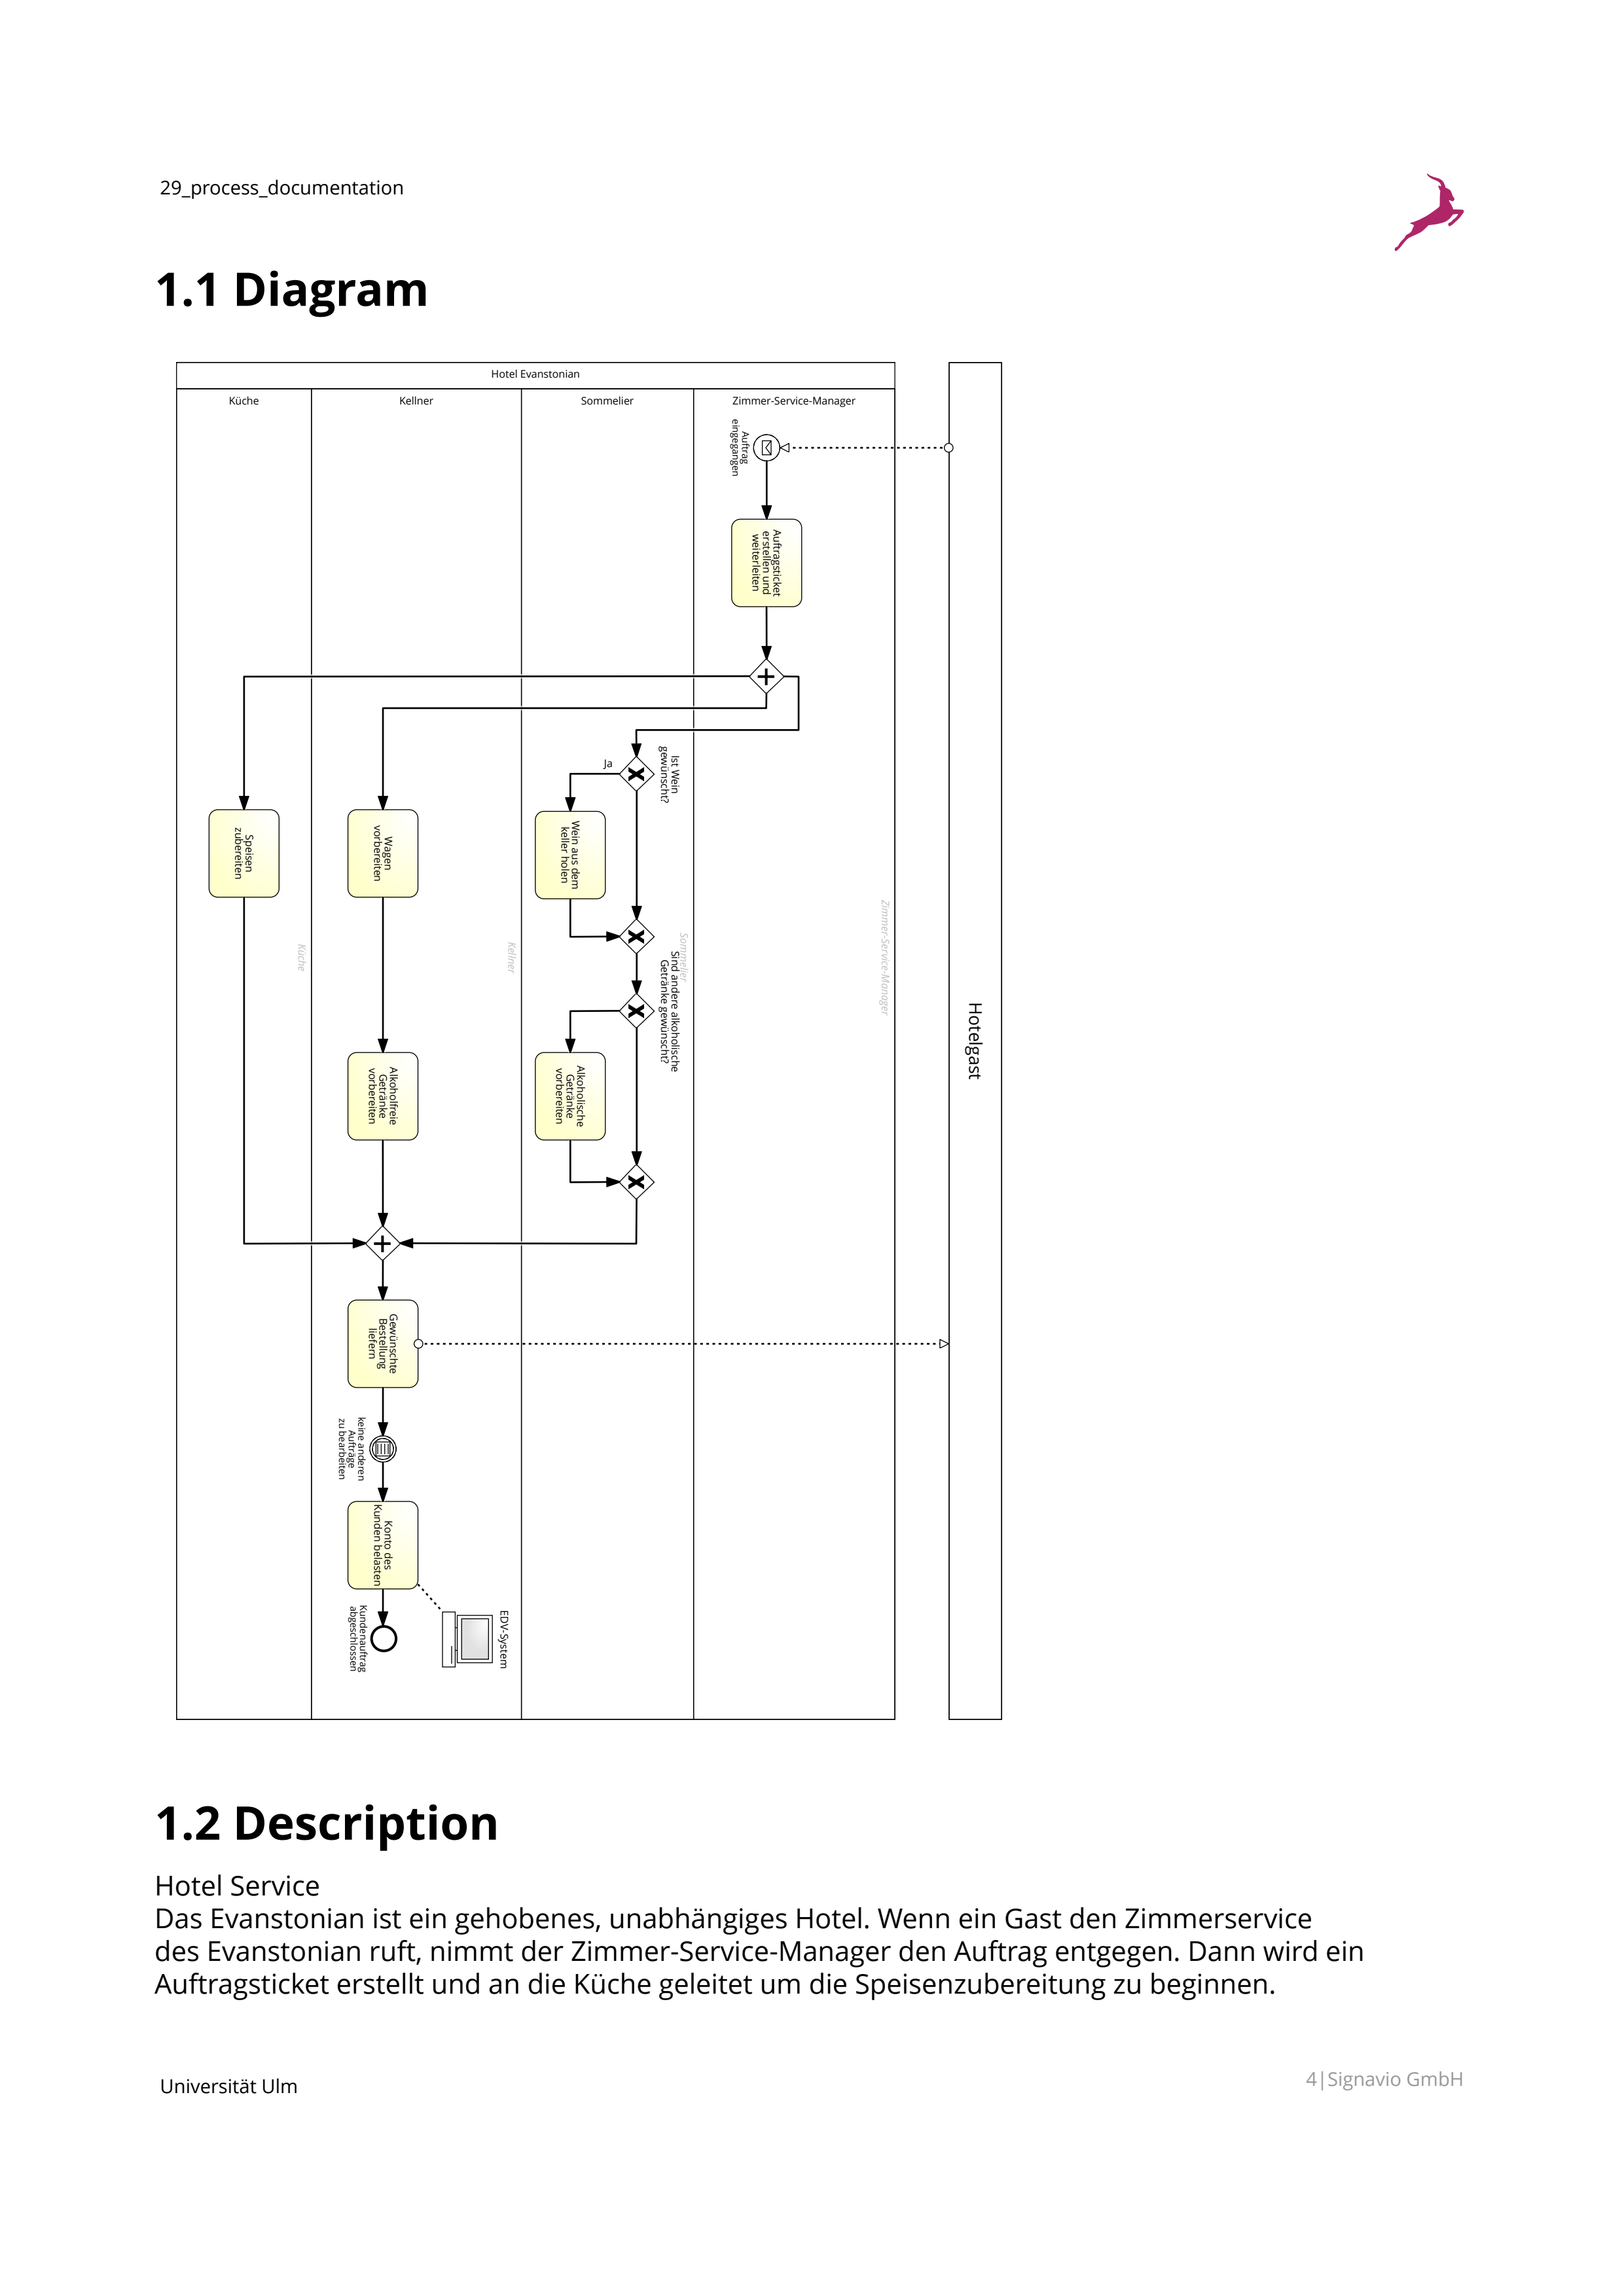 29_process_documentation
1.1 Diagram
Hotel Evanstonian
Küche
Kellner
Sommelier
Zimmer-Service-Manager
Auftrag
eingegangen
Auftragsticket
erstellen und
weiterleiten
Ist Wein
gewünscht?
Ja
Wein aus dem
keller holen
Wagen
vorbereiten
Speisen
zubereiten
Zimmer-Service-Manager
Sommelier
Kellner
Küche
Sind andere alkoholische
Getränke gewünscht?
Hotelgast
Alkoholische
Getränke
vorbereiten
Alkoholfreie
Getränke
vorbereiten
Gewünschte
Bestellung
liefern
keine anderen
Aufträge
zu bearbeiten
Konto des
Kunden belasten
EDV-System
Kundenauftrag
abgeschlossen
1.2 Description
Hotel Service
Das Evanstonian ist ein gehobenes, unabhängiges Hotel. Wenn ein Gast den Zimmerservice
des Evanstonian ruft, nimmt der Zimmer-Service-Manager den Auftrag entgegen. Dann wird ein
Auftragsticket erstellt und an die Küche geleitet um die Speisenzubereitung zu beginnen.
Universität Ulm
4|Signavio GmbH